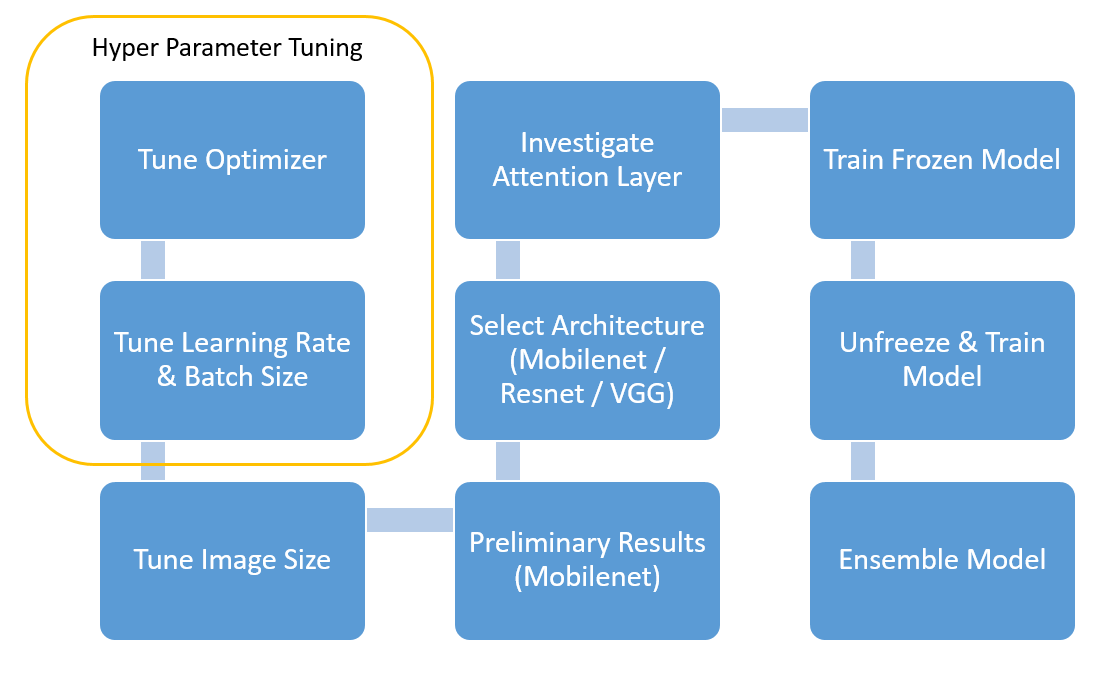 Hyper Parameter Tuning
Tune Optimizer
Tune Learning Rate
& Batch Size
Tune Image Size
Preliminary Results
(Mobilenet)
Select Architecture
(Mobilenet /
Resnet / VGG)
Investigate
Attention Layer
Train Frozen Model
Unfreeze & Train
Model
Ensemble Model